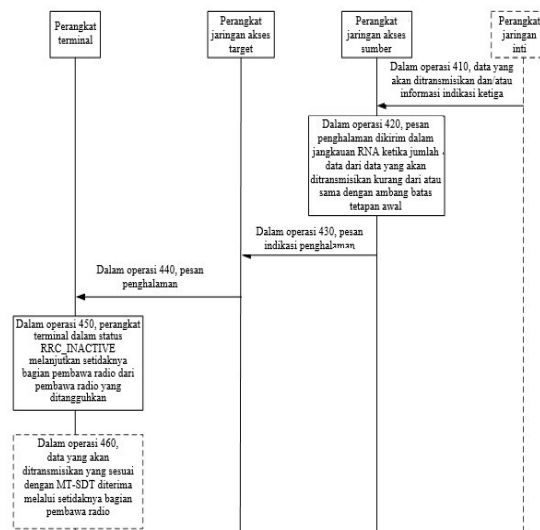 Perangkat
terminal
Perangkat
jaringan akses
target
Perangkat
jaringan akses
sumber
Perangkat
jaringan
inti
Dalam operasi 410, data yang
akan ditransmisikan dan/atau
informasi indikasi ketiga
Dalam operasi 420, pesan
penghalaman dikirim dalam
jangkauan RNA ketika jumlah
data dari data yang akan
ditransmisikan kurang dari atau
sama dengan ambang batas
tetapan awal
Dalam operasi 430, pesan
indikasi penghalaman
Dalam operasi 440, pesan
penghalaman
Dalam operasi 450, perangkat
terminal dalam status
RRC_INACTIVE
melanjutkan setidaknya
bagian pembawa radio dari
pembawa radio yang
ditangguhkan
Dalam operasi 460,
data yang akan
ditransmisikan yang sesuai
dengan MT-SDT diterima
melalui setidaknya bagian
pembawa radio